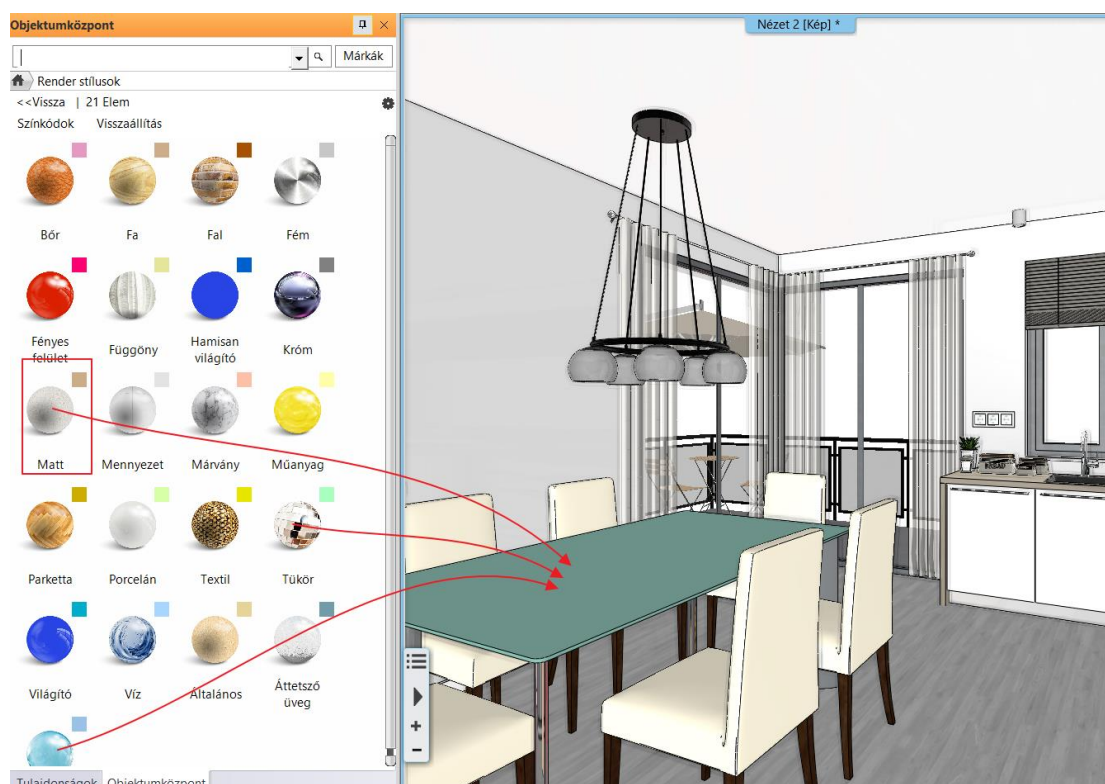 Objektumközpont
Nézet 2 [Kép] *
Márkák
Render stílusok
<<Vissza | 21 Elem
Színkódok Visszaállítás
Bőr Fa Fal Fém
Fényes felület Függöny Hamisan világító Króm
Matt Mennyezet Márvány Műanyag
Parketta Porcelán Textil Tükör
Világító Víz Általános Áttetsző üveg
Tulajdonságok Objektumközpont